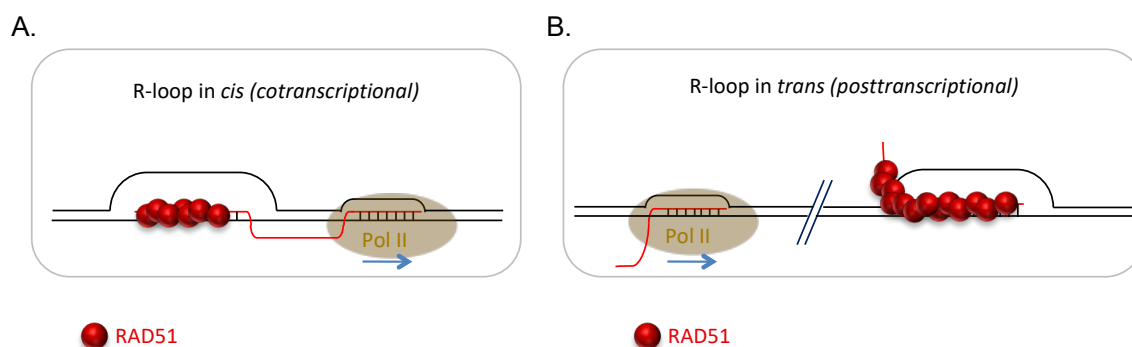 A.
R-loop in cis (cotranscriptional)
Pol II
RAD51
B.
R-loop in trans (posttranscriptional)
Pol II
RAD51